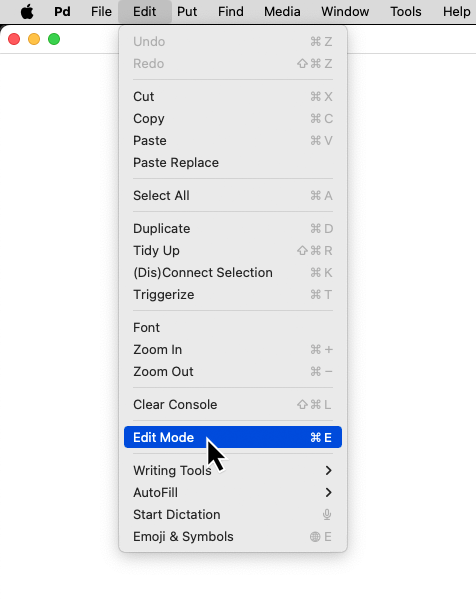 Pd File Edit Put Find Media Window Tools Help
Undo ⌘Z
Redo ⇧⌘Z
Cut ⌘X
Copy ⌘C
Paste ⌘V
Paste Replace
Select All ⌘A
Duplicate ⌘D
Tidy Up ⇧⌘R
(Dis)Connect Selection ⌘K
Triggerize ⌘T
Font
Zoom In ⌘+
Zoom Out ⌘−
Clear Console ⇧⌘L
Edit Mode ⌘E
Writing Tools
AutoFill
Start Dictation
Emoji & Symbols 🌐E